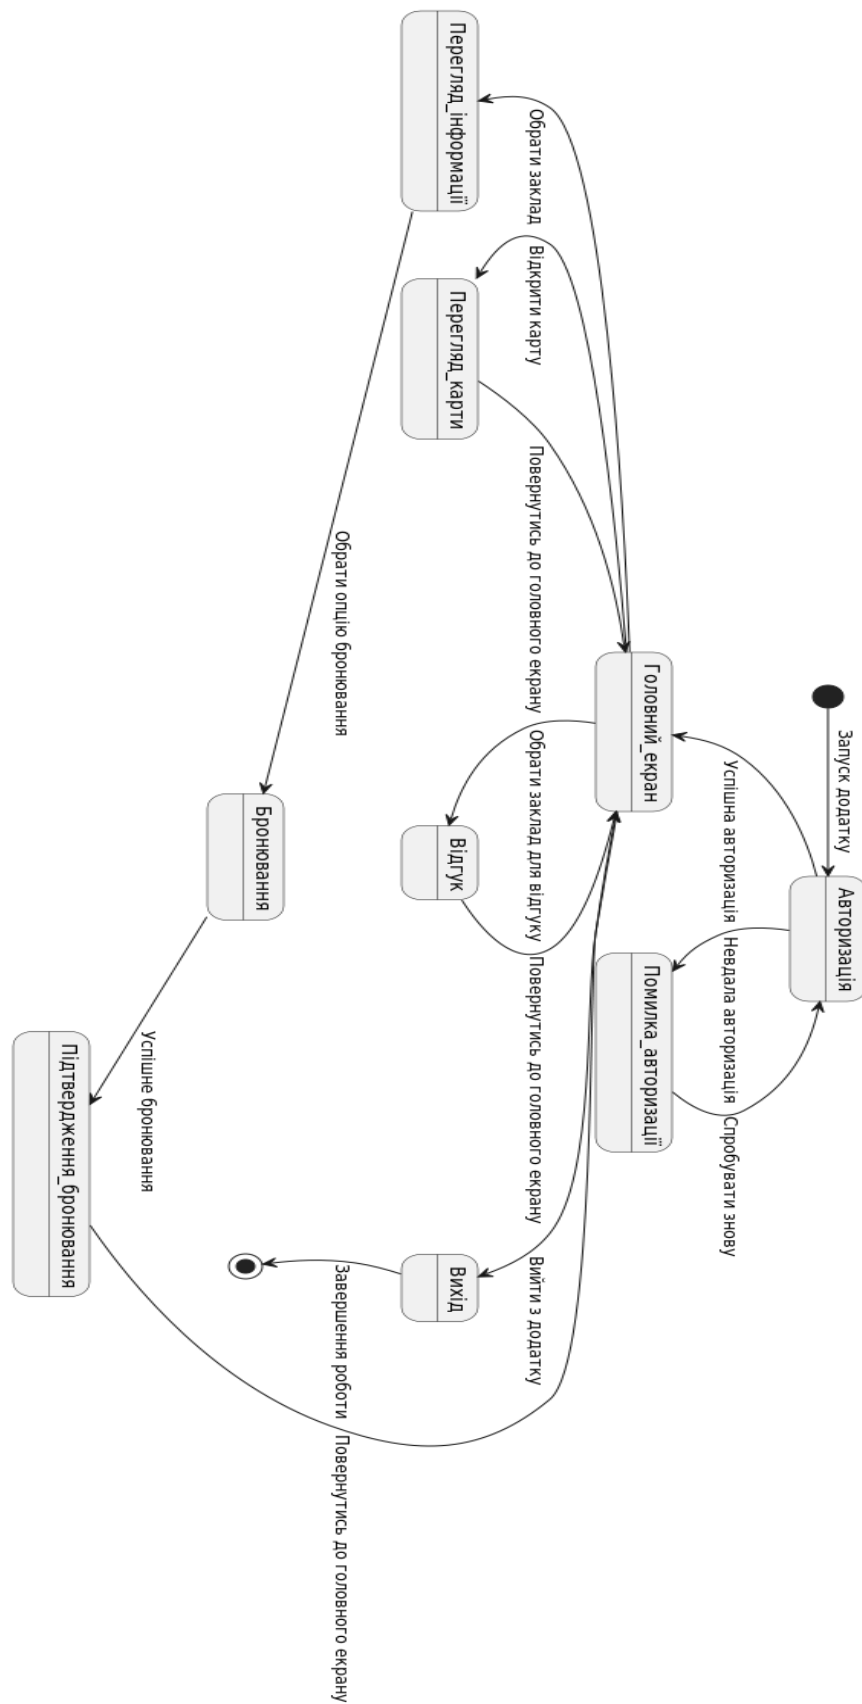 Запуск додатку
Авторизація
Успішна авторизація
Невдала авторизація
Спробувати знову
Головний_екран
Помилка_авторизації
Обрати заклад
Відкрити карту
Повернутись до головного екрану
Обрати заклад для відгуку
Повернутись до головного екрану
Вийти з додатку
Перегляд_інформації
Перегляд_карти
Відгук
Вихід
Обрати опцію бронювання
Завершення роботи
Повернутись до головного екрану
Бронювання
Успішне бронювання
Підтвердження_бронювання